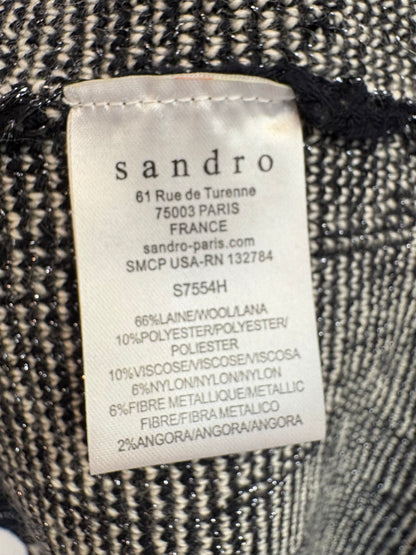 sandro
61 Rue de Turenne
75003 PARIS
FRANCE
sandro-paris.com
SMCP USA-RN 132784
S7554H
66%LAINE/WOOL/LANA
10%POLYESTER/POLYESTER/
POLIESTER
10%VISCOSE/VISCOSE/VISCOSA
6%NYLON/NYLON/NYLON
6%FIBRE METALLIQUE/METALLIC
FIBRE/FIBRA METALICO
2%ANGORA/ANGORA/ANGORA